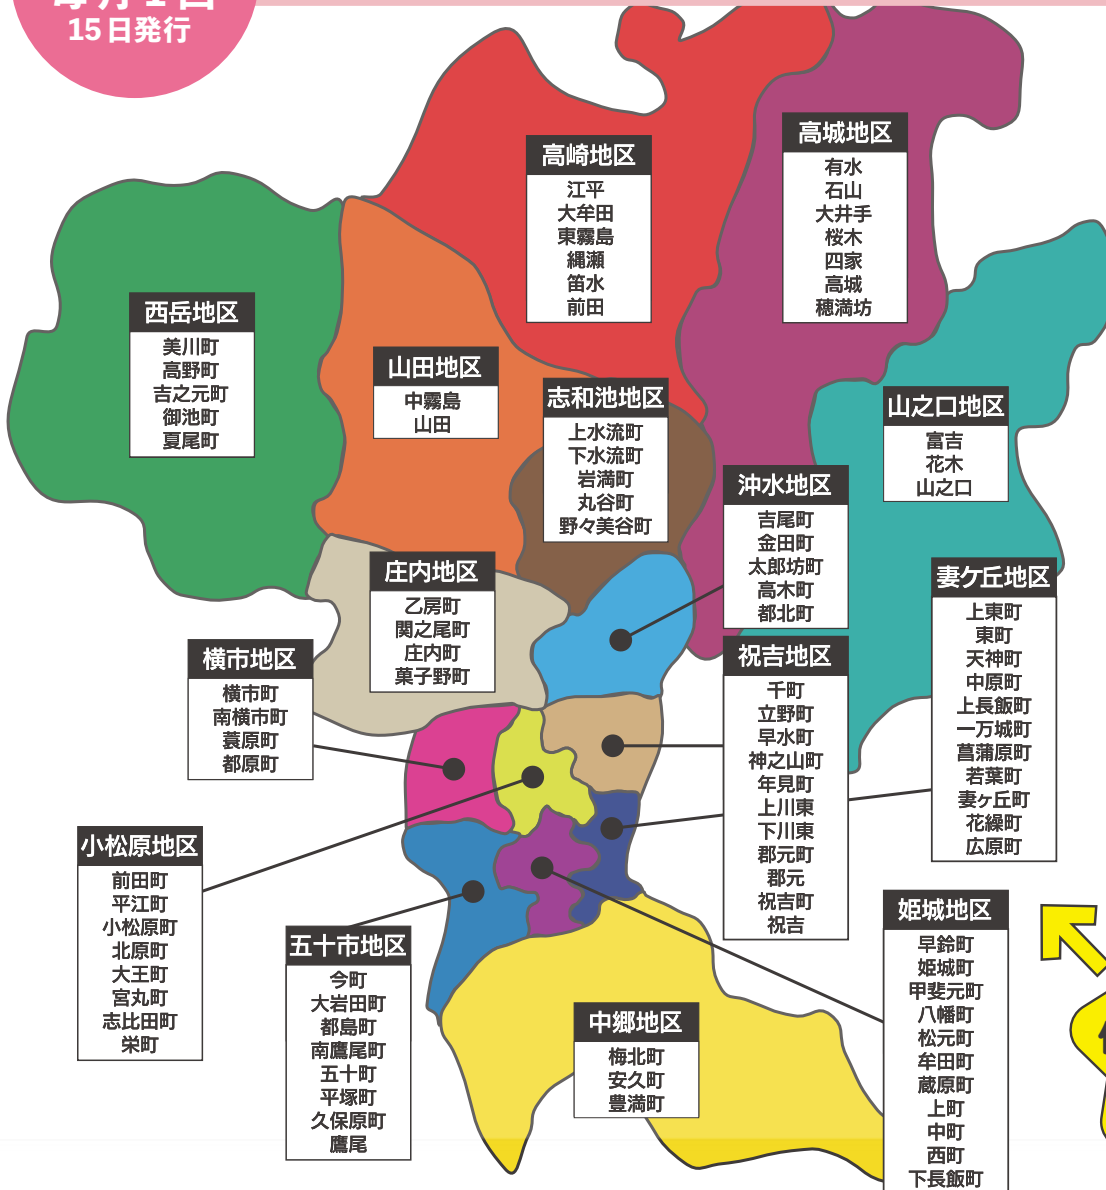 毎月1回
15日発行
高崎地区
江平
大牟田
東霧島
縄瀬
笛水
前田
高城地区
有水
石山
大井手
桜木
四家
高城
穂満坊
西岳地区
美川町
高野町
吉之元町
御池町
夏尾町
山田地区
中霧島
山田
志和池地区
上水流町
下水流町
岩満町
丸谷町
野々美谷町
山之口地区
富吉
花木
山之口
沖水地区
吉尾町
金田町
太郎坊町
高木町
都北町
庄内地区
乙房町
関之尾町
庄内町
菓子野町
妻ケ丘地区
上東町
東町
天神町
中原町
上長飯町
一万城町
菖蒲原町
若葉町
妻ヶ丘町
花繰町
広原町
横市地区
横市町
南横市町
蓑原町
都原町
祝吉地区
千町
立野町
早水町
神之山町
年見町
上川東
下川東
郡元町
郡元
祝吉町
祝吉
小松原地区
前田町
平江町
小松原町
北原町
大王町
宮丸町
志比田町
栄町
五十市地区
今町
大岩田町
都島町
南鷹尾町
五十町
平塚町
久保原町
鷹尾
中郷地区
梅北町
安久町
豊満町
姫城地区
早鈴町
姫城町
甲斐元町
八幡町
松元町
牟田町
蔵原町
上町
中町
西町
下長飯町